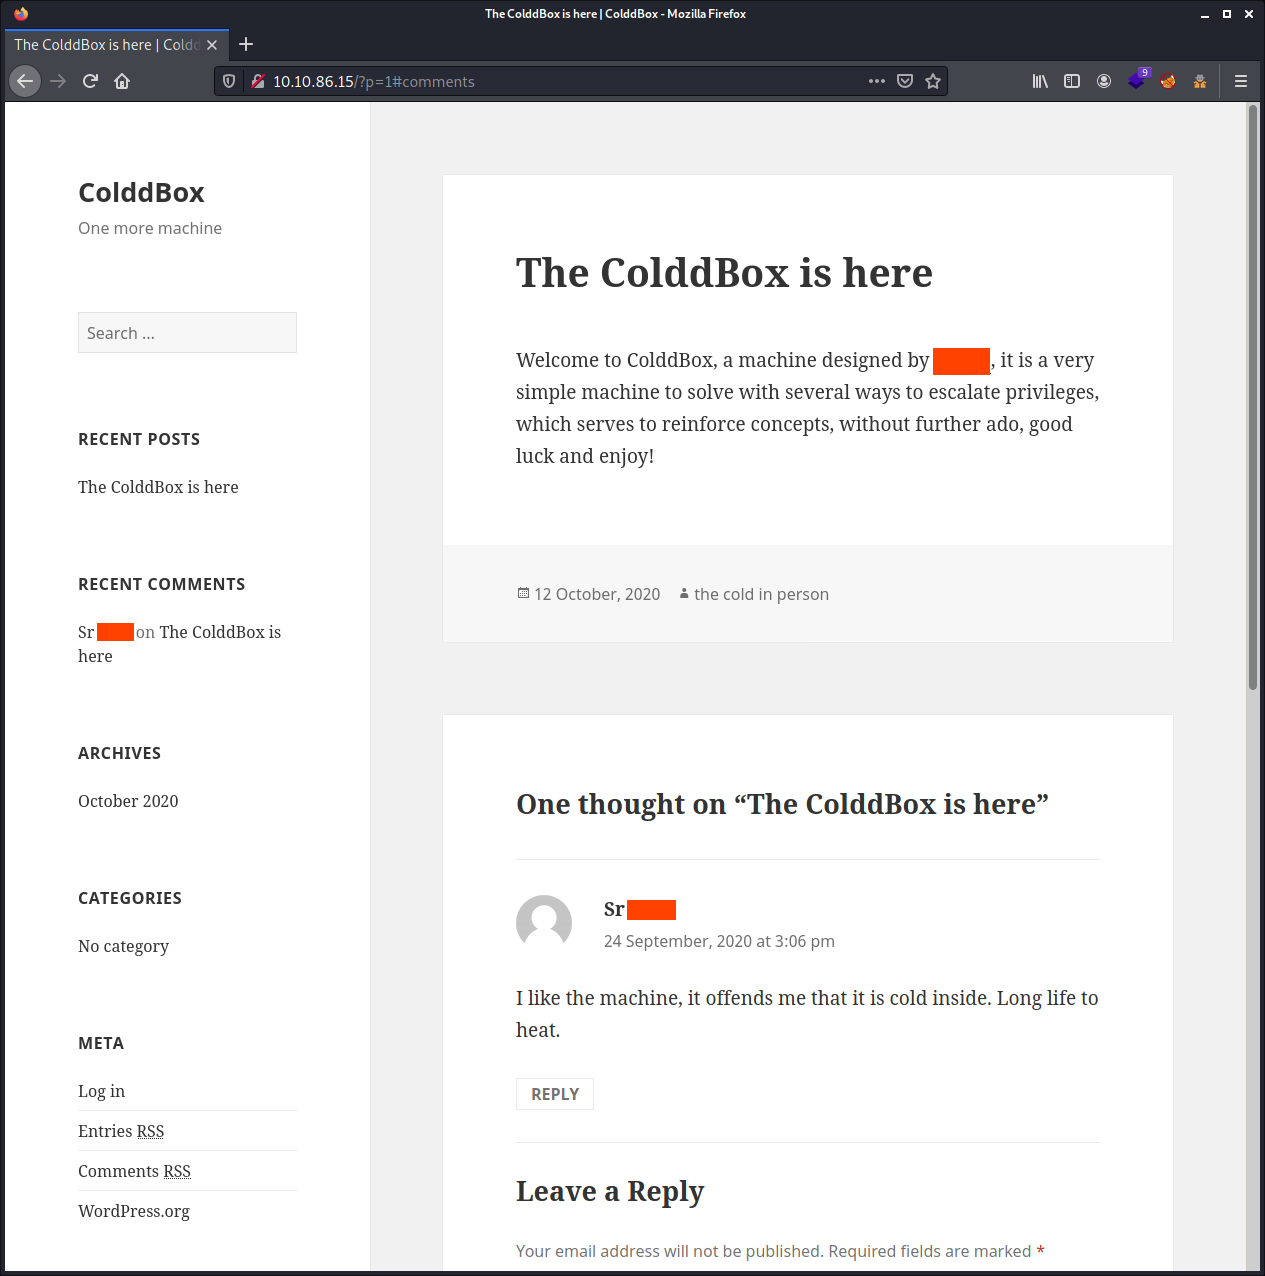 The ColddBox is here | ColddBox - Mozilla Firefox
The ColddBox is here | Coldd
10.10.86.15/?p=1#comments
9
ColddBox
One more machine
Search ...
RECENT POSTS
The ColddBox is here
RECENT COMMENTS
Sr on The ColddBox is
here
ARCHIVES
October 2020
CATEGORIES
No category
META
Log in
Entries RSS
Comments RSS
WordPress.org
The ColddBox is here
Welcome to ColddBox, a machine designed by , it is a very
simple machine to solve with several ways to escalate privileges,
which serves to reinforce concepts, without further ado, good
luck and enjoy!
12 October, 2020 the cold in person
One thought on “The ColddBox is here”
Sr
24 September, 2020 at 3:06 pm
I like the machine, it offends me that it is cold inside. Long life to
heat.
REPLY
Leave a Reply
Your email address will not be published. Required fields are marked *